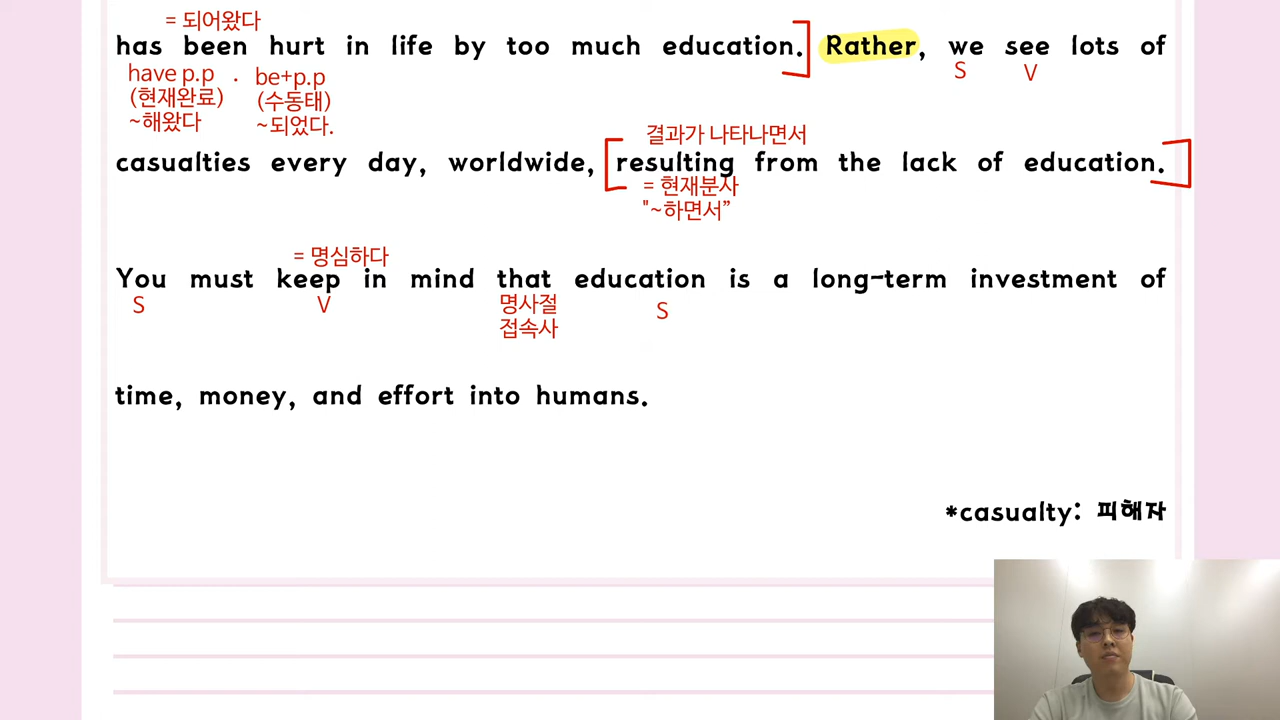 = 되어왔다
has been hurt in life by too much education. Rather, we see lots of
have p.p . be+p.p S V
(현재완료) (수동태)
~해왔다 ~되었다.
결과가 나타나면서
casualties every day, worldwide, resulting from the lack of education.
= 현재분사
"~하면서”
= 명심하다
You must keep in mind that education is a long-term investment of
S V 명사절 S
접속사
time, money, and effort into humans.
*casualty: 피해자